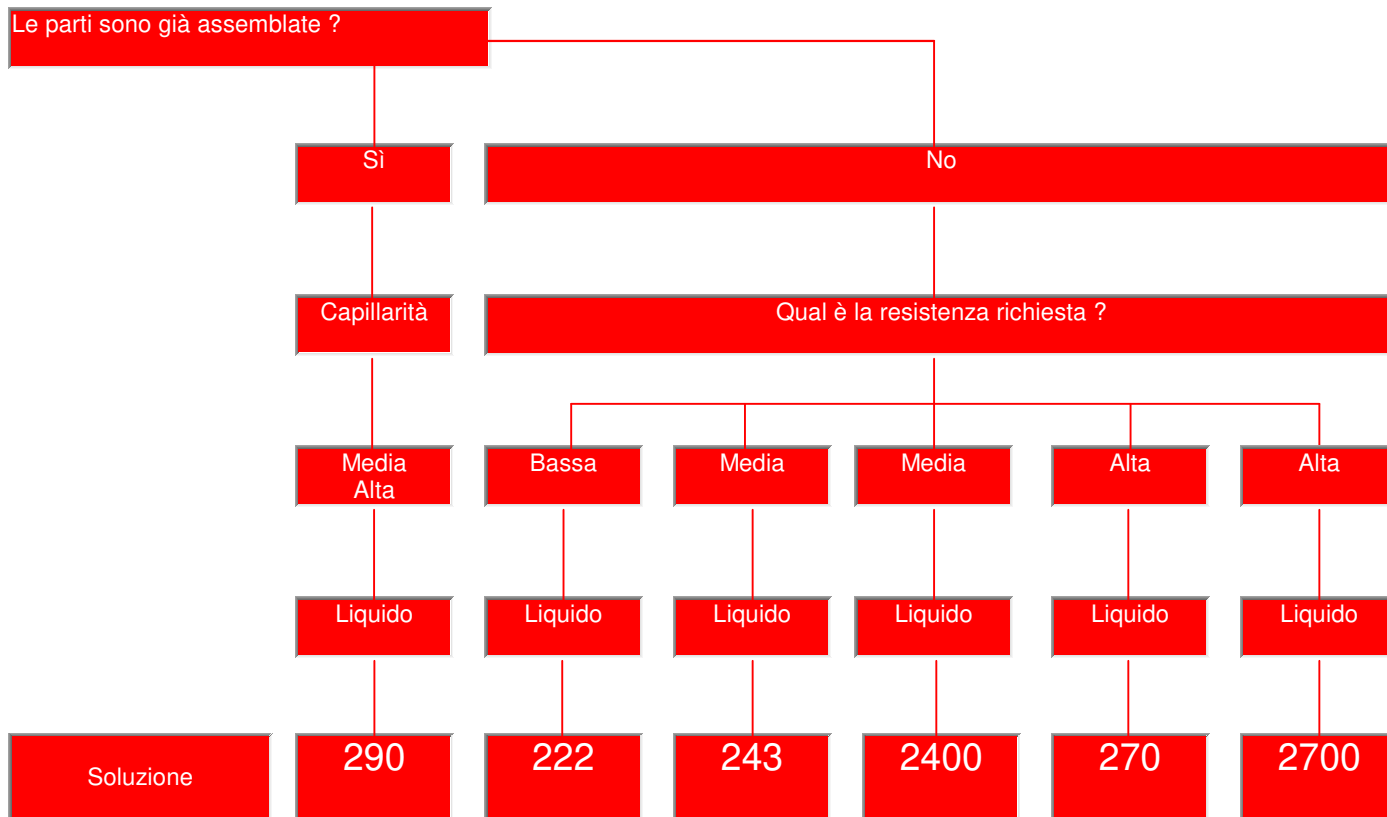 Le parti sono già assemblate ?
Sì
No
Capillarità
Qual è la resistenza richiesta ?
Media
Alta
Bassa
Media
Media
Alta
Alta
Liquido
Liquido
Liquido
Liquido
Liquido
Liquido
Soluzione
290
222
243
2400
270
2700